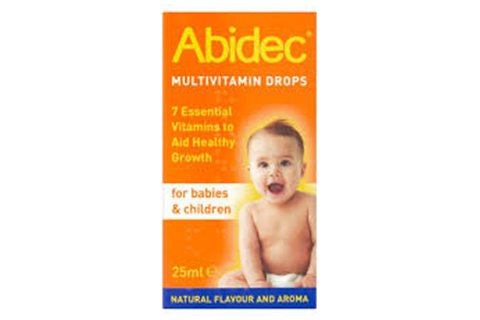 Abidec®
MULTIVITAMIN DROPS
7 Essential
Vitamins to
Aid Healthy
Growth
for babies
& children
25ml ℮
NATURAL FLAVOUR AND AROMA